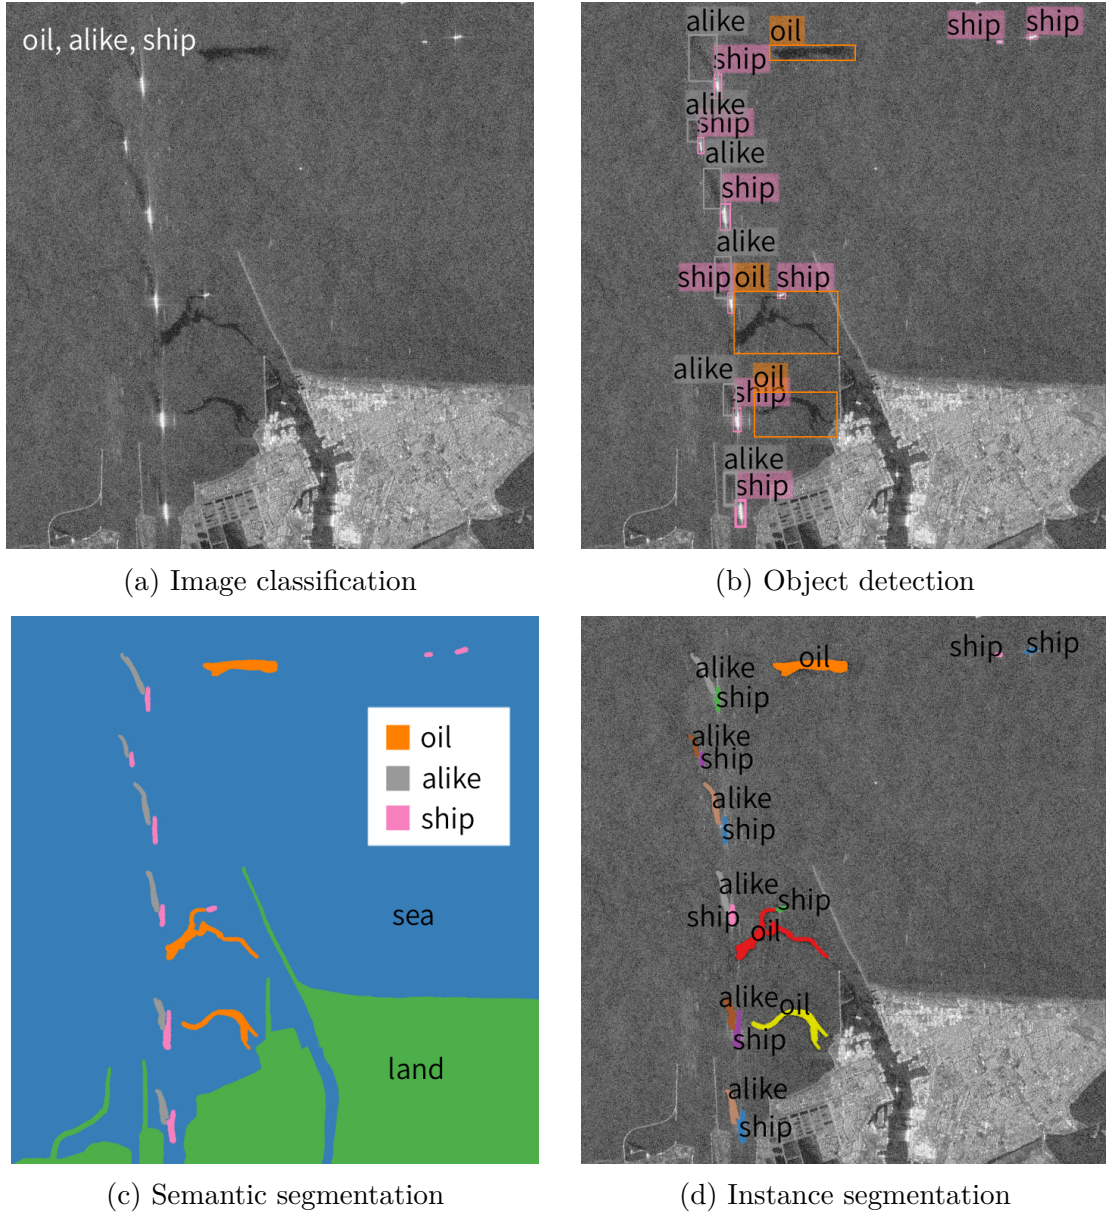 oil, alike, ship
alike
oil
ship
ship
ship
alike
ship
alike
ship
alike
ship
oil
ship
alike
oil
ship
alike
ship
(a) Image classification
(b) Object detection
oil
alike
ship
sea
land
ship
ship
oil
alike
ship
alike
ship
alike
ship
alike
ship
ship
oil
alike
oil
ship
alike
ship
(c) Semantic segmentation
(d) Instance segmentation